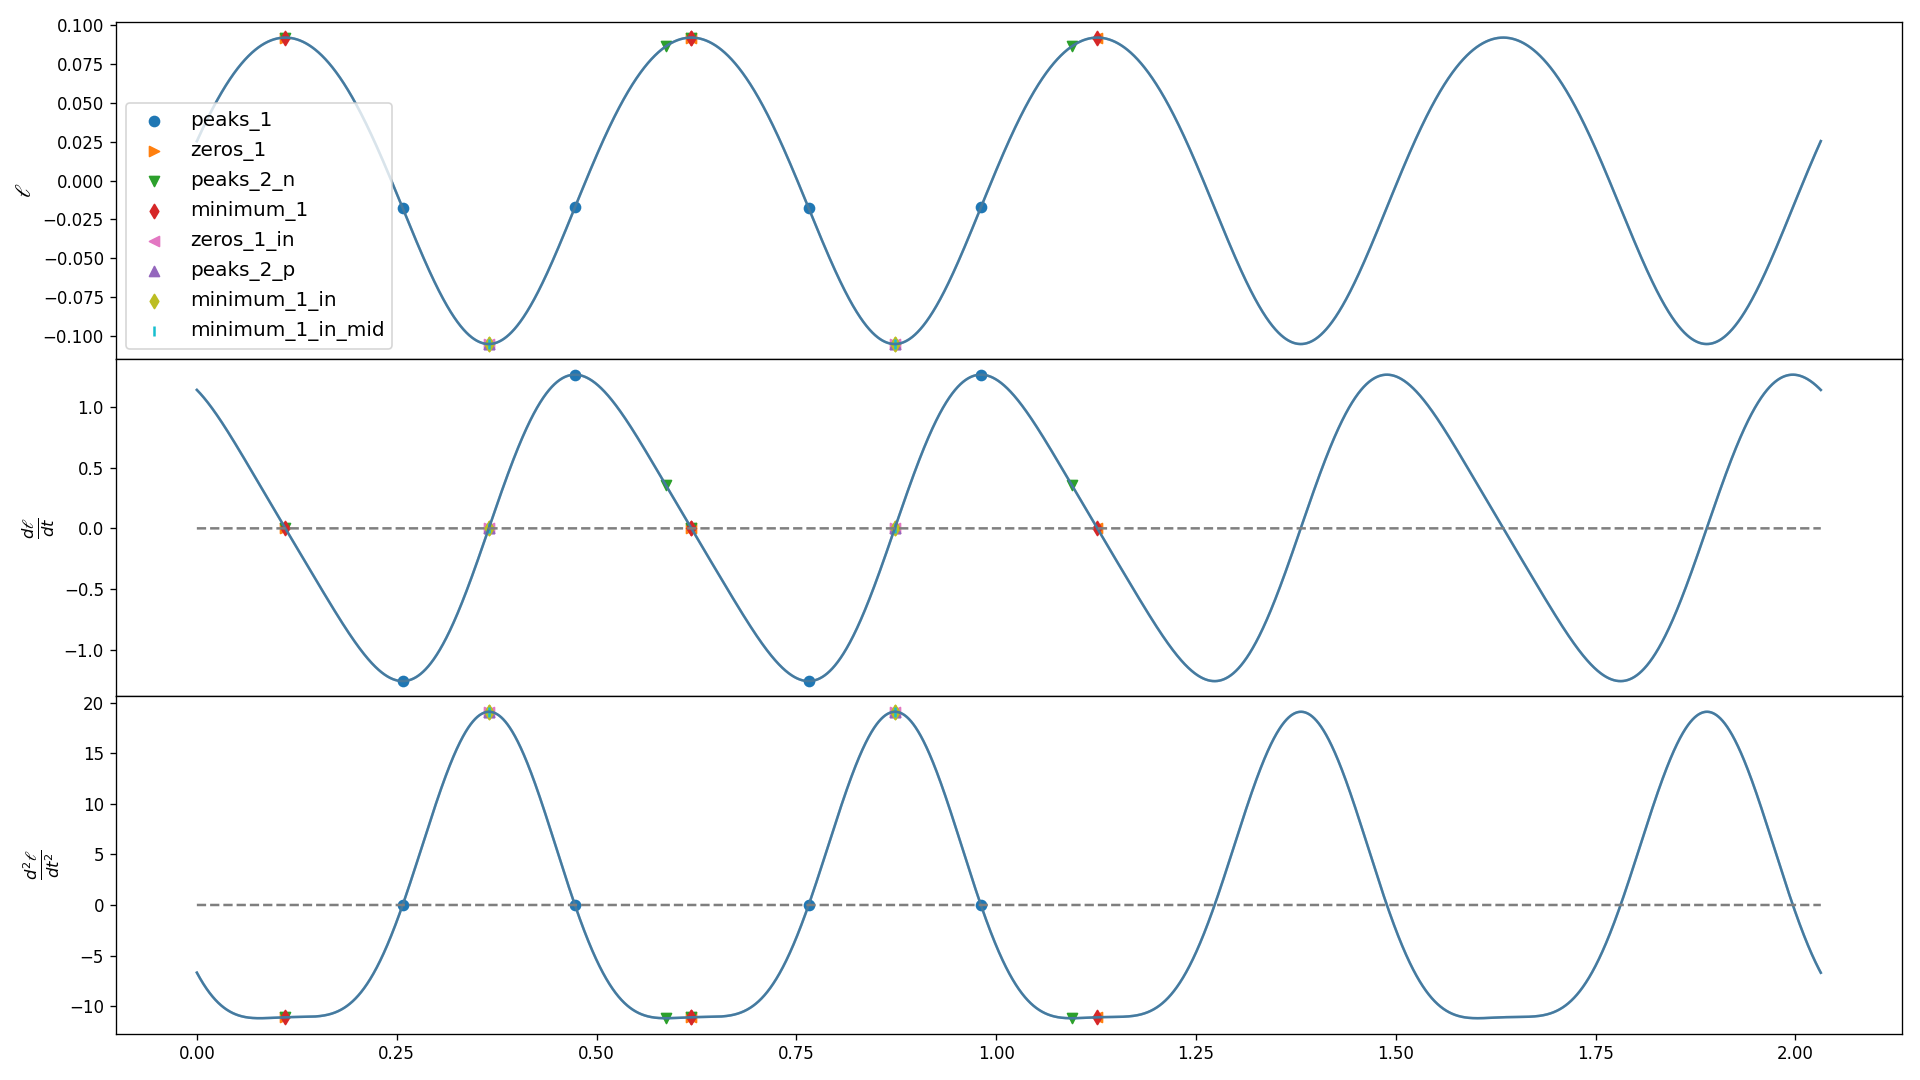 0.100
0.075
0.050
0.025
0.000
−0.025
−0.050
−0.075
−0.100
ℓ
peaks_1
zeros_1
peaks_2_n
minimum_1
zeros_1_in
peaks_2_p
minimum_1_in
minimum_1_in_mid
1.0
0.5
0.0
−0.5
−1.0
dℓ
dt
20
15
10
5
0
−5
−10
d²ℓ
dt²
0.00 0.25 0.50 0.75 1.00 1.25 1.50 1.75 2.00